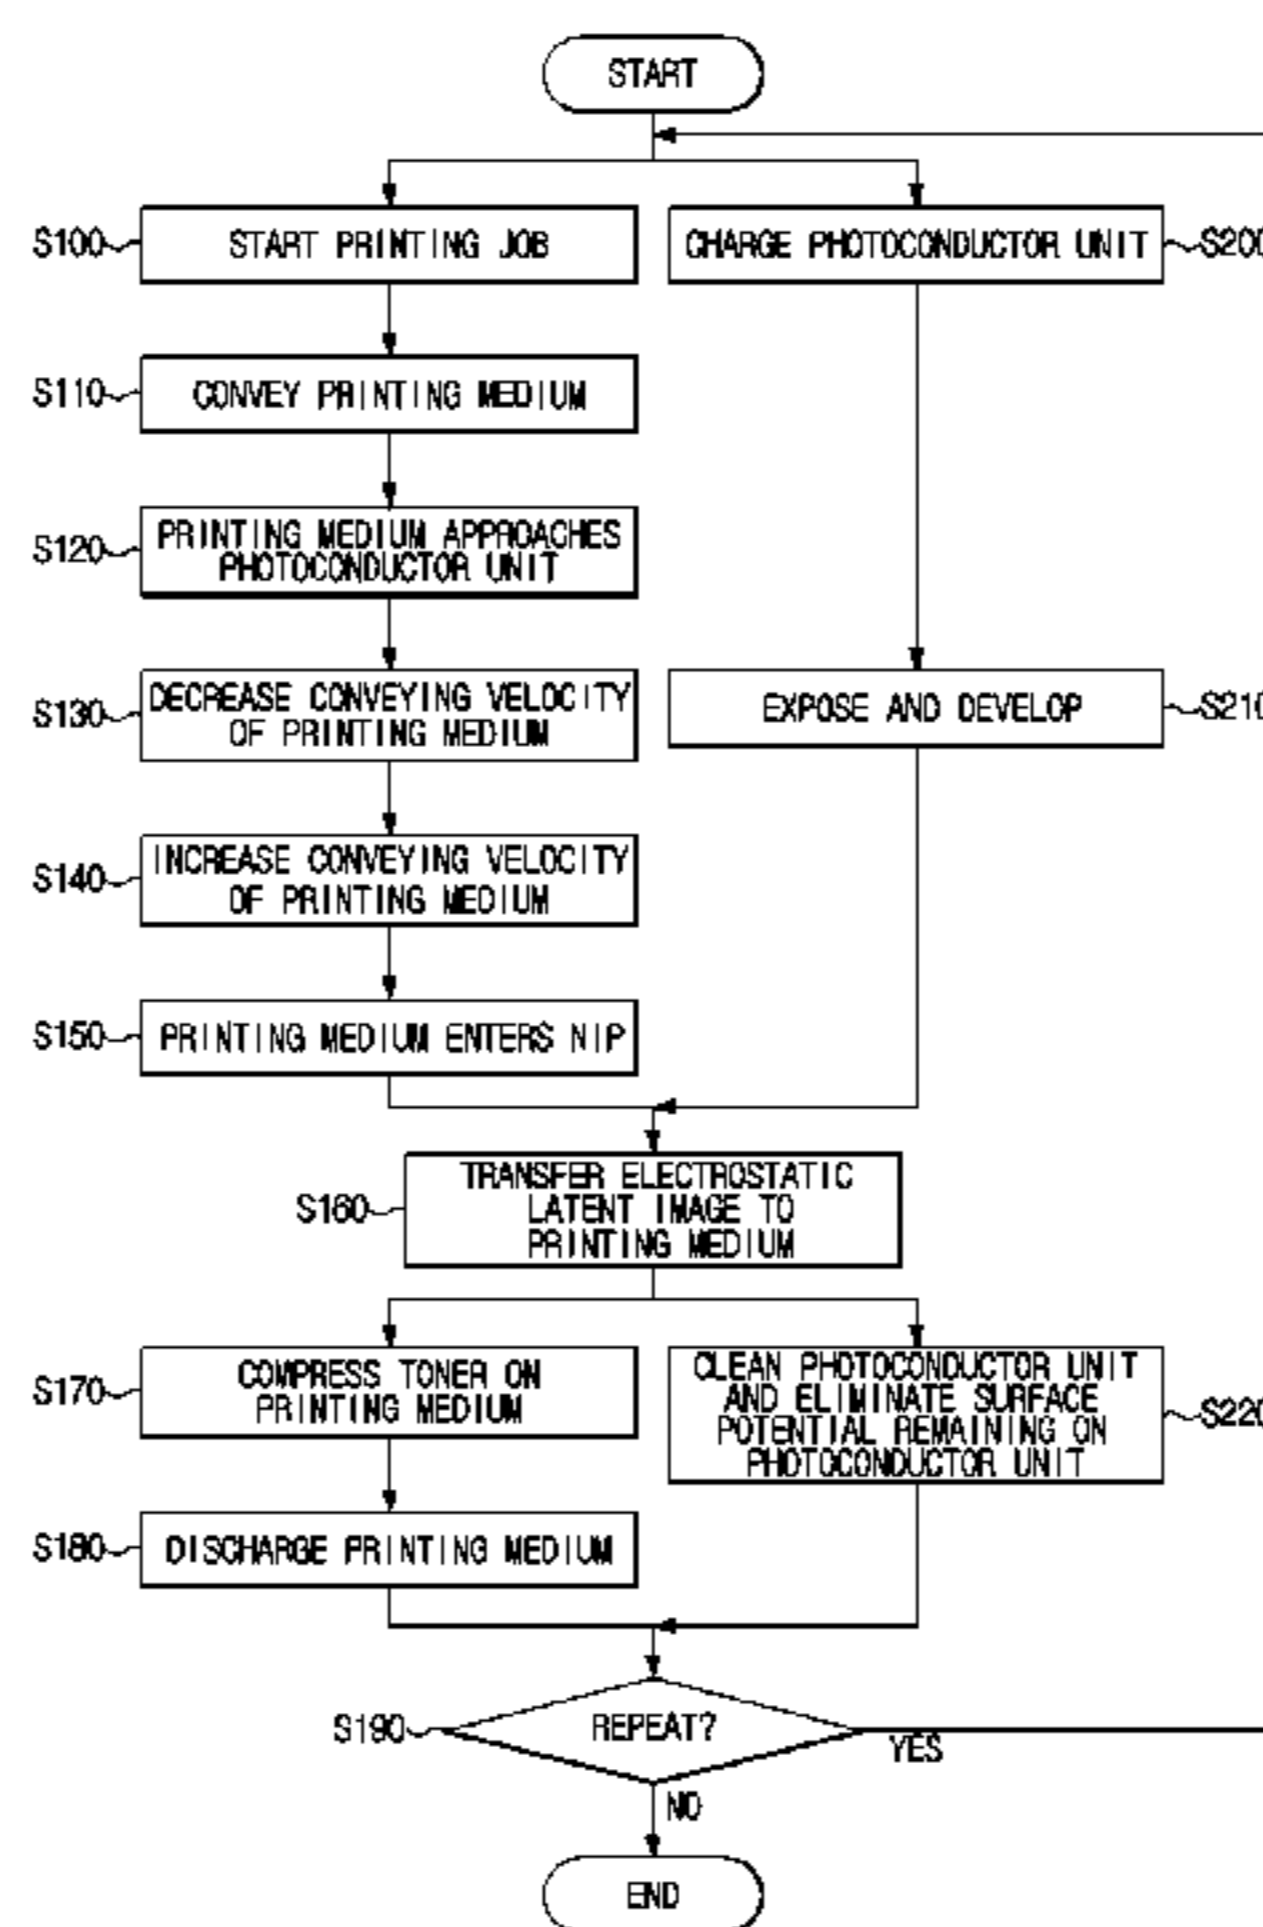 START
S100
START PRINTING JOB
CHARGE PHOTOCONDUCTOR UNIT
S200
S110
CONVEY PRINTING MEDIUM
S120
PRINTING MEDIUM APPROACHES
PHOTOCONDUCTOR UNIT
S130
DECREASE CONVEYING VELOCITY
OF PRINTING MEDIUM
EXPOSE AND DEVELOP
S210
S140
INCREASE CONVEYING VELOCITY
OF PRINTING MEDIUM
S150
PRINTING MEDIUM ENTERS NIP
S160
TRANSFER ELECTROSTATIC
LATENT IMAGE TO
PRINTING MEDIUM
S170
COMPRESS TONER ON
PRINTING MEDIUM
CLEAN PHOTOCONDUCTOR UNIT
AND ELIMINATE SURFACE
POTENTIAL REMAINING ON
PHOTOCONDUCTOR UNIT
S220
S180
DISCHARGE PRINTING MEDIUM
S190
REPEAT?
YES
NO
END